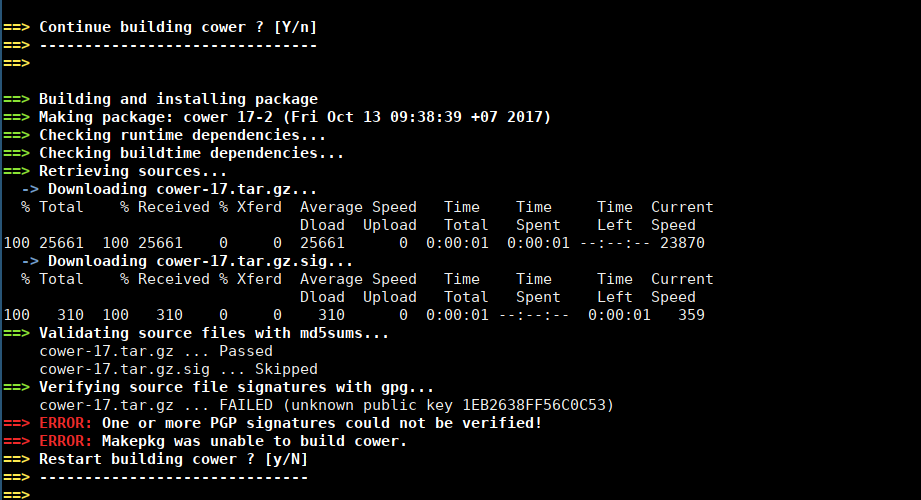 ==> Continue building cower ? [Y/n]
==> -------------------------------
==>
==> Building and installing package
==> Making package: cower 17-2 (Fri Oct 13 09:38:39 +07 2017)
==> Checking runtime dependencies...
==> Checking buildtime dependencies...
==> Retrieving sources...
  -> Downloading cower-17.tar.gz...
  % Total    % Received % Xferd  Average Speed   Time    Time     Time  Current
                                 Dload  Upload   Total   Spent    Left  Speed
100 25661  100 25661    0     0  25661      0  0:00:01  0:00:01 --:--:-- 23870
  -> Downloading cower-17.tar.gz.sig...
  % Total    % Received % Xferd  Average Speed   Time    Time     Time  Current
                                 Dload  Upload   Total   Spent    Left  Speed
100   310  100   310    0     0    310      0  0:00:01 --:--:--  0:00:01   359
==> Validating source files with md5sums...
    cower-17.tar.gz ... Passed
    cower-17.tar.gz.sig ... Skipped
==> Verifying source file signatures with gpg...
    cower-17.tar.gz ... FAILED (unknown public key 1EB2638FF56C0C53)
==> ERROR: One or more PGP signatures could not be verified!
==> ERROR: Makepkg was unable to build cower.
==> Restart building cower ? [y/N]
==> ------------------------------
==>